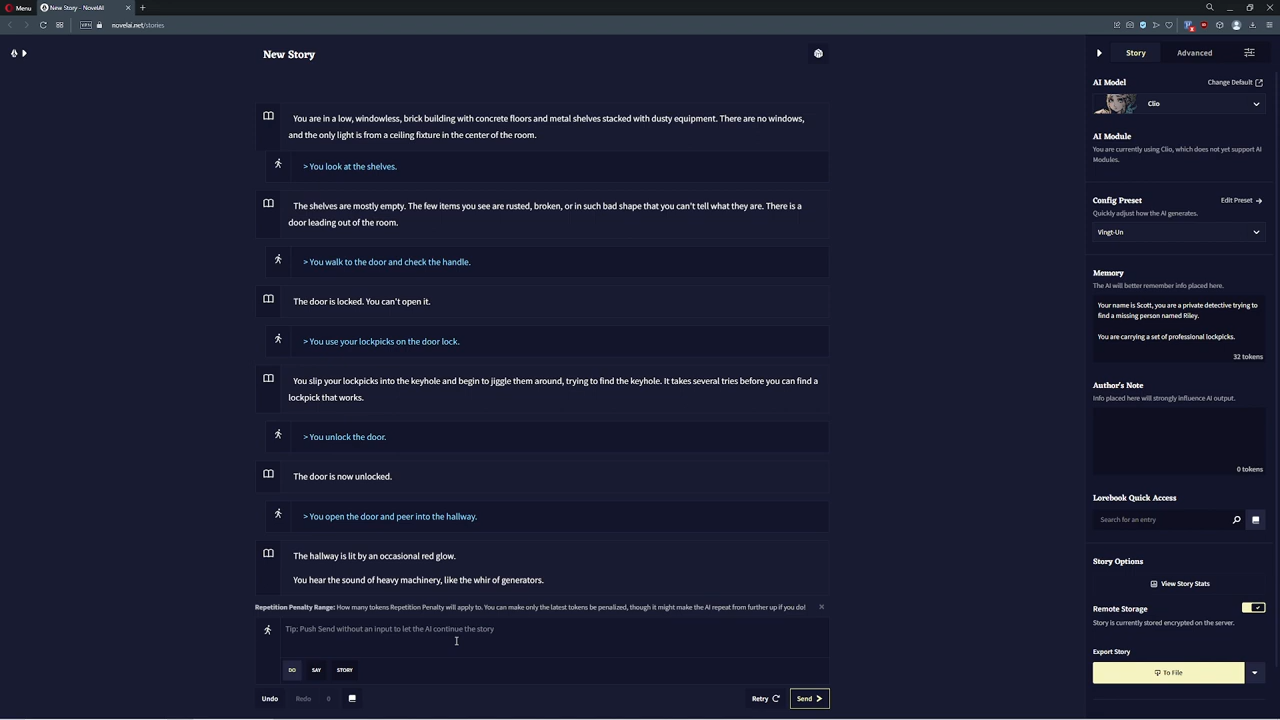 Menu
New Story - NovelAI
VPN
novelai.net/stories
New Story
Story
Advanced
AI Model
Change Default
Clio
AI Module
You are currently using Clio, which does not yet support AI
Modules.
Config Preset
Edit Preset
Quickly adjust how the AI generates.
Vingt-Un
Memory
The AI will better remember info placed here.
Your name is Scott, you are a private detective trying to
find a missing person named Riley.
You are carrying a set of professional lockpicks.
32 tokens
Author's Note
Info placed here will strongly influence AI output.
0 tokens
Lorebook Quick Access
Search for an entry
Story Options
View Story Stats
Remote Storage
Story is currently stored encrypted on the server.
Export Story
To File
You are in a low, windowless, brick building with concrete floors and metal shelves stacked with dusty equipment. There are no windows,
and the only light is from a ceiling fixture in the center of the room.
> You look at the shelves.
The shelves are mostly empty. The few items you see are rusted, broken, or in such bad shape that you can't tell what they are. There is a
door leading out of the room.
> You walk to the door and check the handle.
The door is locked. You can't open it.
> You use your lockpicks on the door lock.
You slip your lockpicks into the keyhole and begin to jiggle them around, trying to find the keyhole. It takes several tries before you can find a
lockpick that works.
> You unlock the door.
The door is now unlocked.
> You open the door and peer into the hallway.
The hallway is lit by an occasional red glow.
You hear the sound of heavy machinery, like the whir of generators.
Repetition Penalty Range: How many tokens Repetition Penalty will apply to. You can make only the latest tokens be penalized, though it might make the AI repeat from further up if you do!
Tip: Push Send without an input to let the AI continue the story
DO
SAY
STORY
Undo
Redo
0
Retry
Send